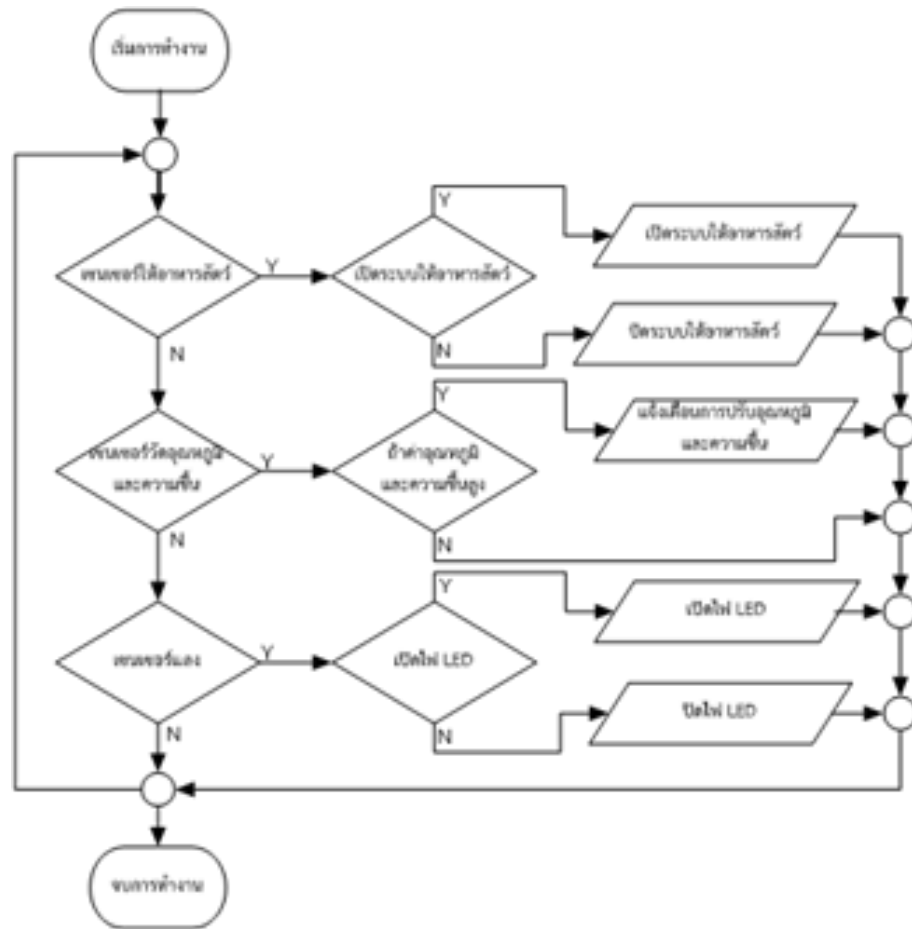 เริ่มการทำงาน
Y
เซนเซอร์ให้อาหารสัตว์
Y
เปิดระบบให้อาหารสัตว์
เปิดระบบให้อาหารสัตว์
N
N
ปิดระบบให้อาหารสัตว์
Y
เซนเซอร์วัดอุณหภูมิ
และความชื้น
Y
ถ้าค่าอุณหภูมิ
และความชื้นสูง
แจ้งเตือนการปรับอุณหภูมิ
และความชื้น
N
N
Y
เซนเซอร์แสง
Y
เปิดไฟ LED
เปิดไฟ LED
N
N
ปิดไฟ LED
จบการทำงาน